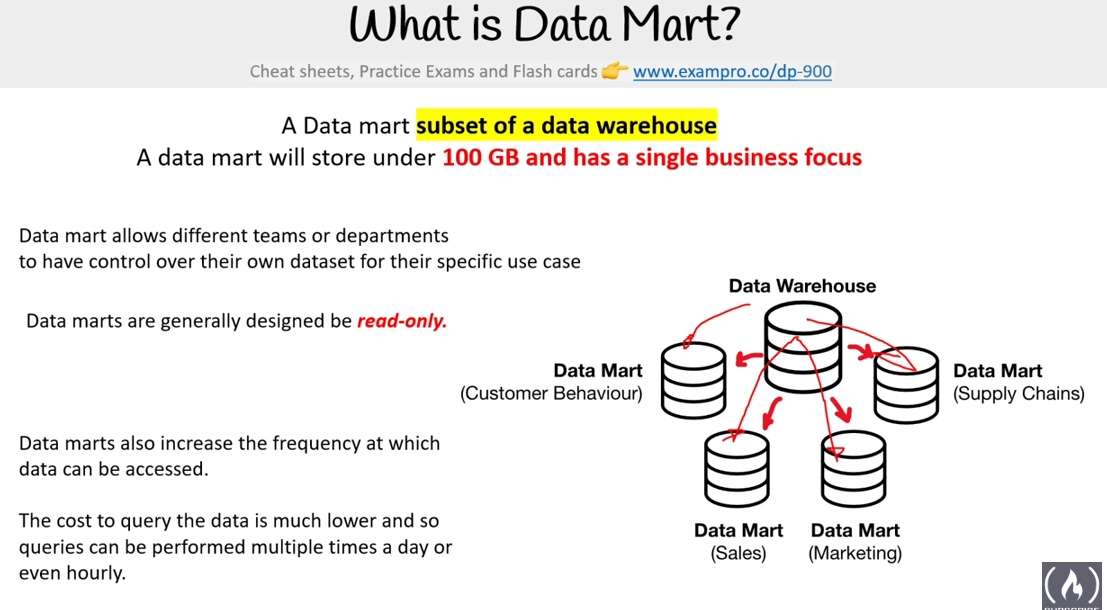 What is Data Mart?
Cheat sheets, Practice Exams and Flash cards 👉 www.exampro.co/dp-900
A Data mart subset of a data warehouse
A data mart will store under 100 GB and has a single business focus
Data mart allows different teams or departments
to have control over their own dataset for their specific use case
Data marts are generally designed be read-only.
Data marts also increase the frequency at which
data can be accessed.
The cost to query the data is much lower and so
queries can be performed multiple times a day or
even hourly.
Data Warehouse
Data Mart
(Customer Behaviour)
Data Mart
(Supply Chains)
Data Mart
(Sales)
Data Mart
(Marketing)